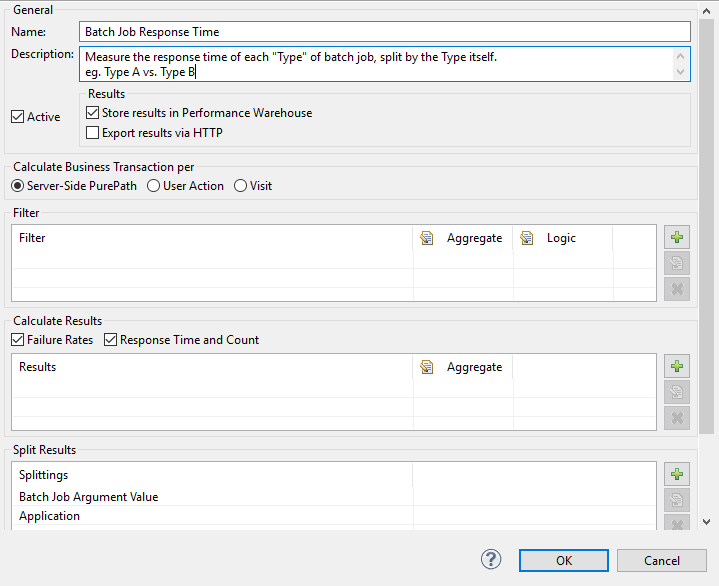 General
Name: Batch Job Response Time
Description: Measure the response time of each "Type" of batch job, split by the Type itself.
eg. Type A vs. Type B
Results
Active
Store results in Performance Warehouse
Export results via HTTP
Calculate Business Transaction per
Server-Side PurePath User Action Visit
Filter
Filter Aggregate Logic
Calculate Results
Failure Rates Response Time and Count
Results Aggregate
Split Results
Splittings
Batch Job Argument Value
Application
? OK Cancel